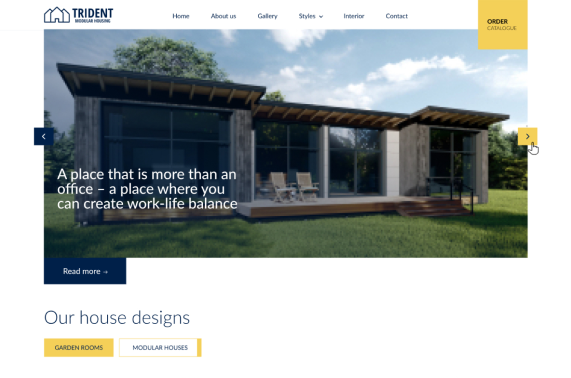 TRIDENT
MODULAR HOUSING
Home
About us
Gallery
Styles
Interior
Contact
ORDER
CATALOGUE
A place that is more than an
office – a place where you
can create work-life balance
Read more →
Our house designs
GARDEN ROOMS
MODULAR HOUSES